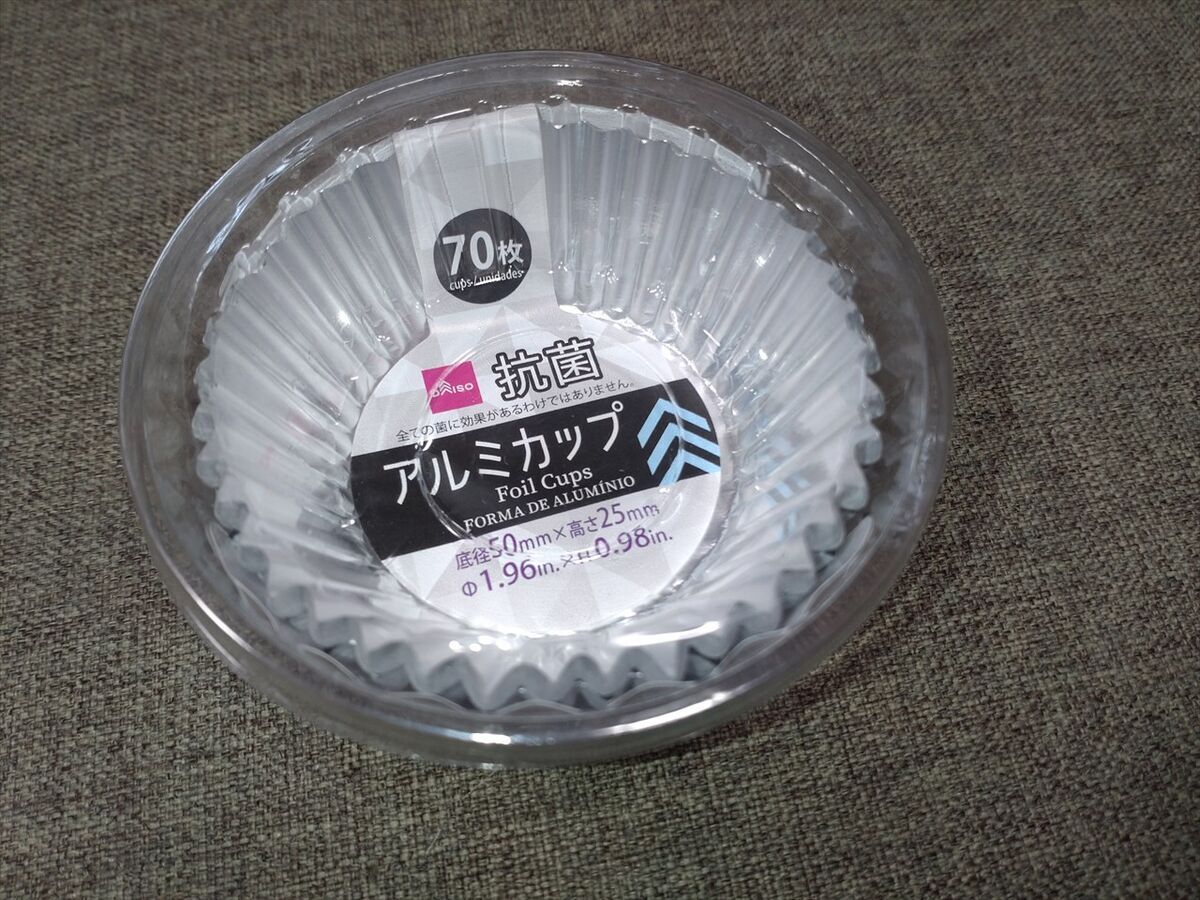 70枚
cups/unidades
DAISO
抗菌
全ての菌に効果があるわけではありません。
アルミカップ
Foil Cups
FORMA DE ALUMÍNIO
底径50mm×高さ25mm
Φ1.96in.×H0.98in.